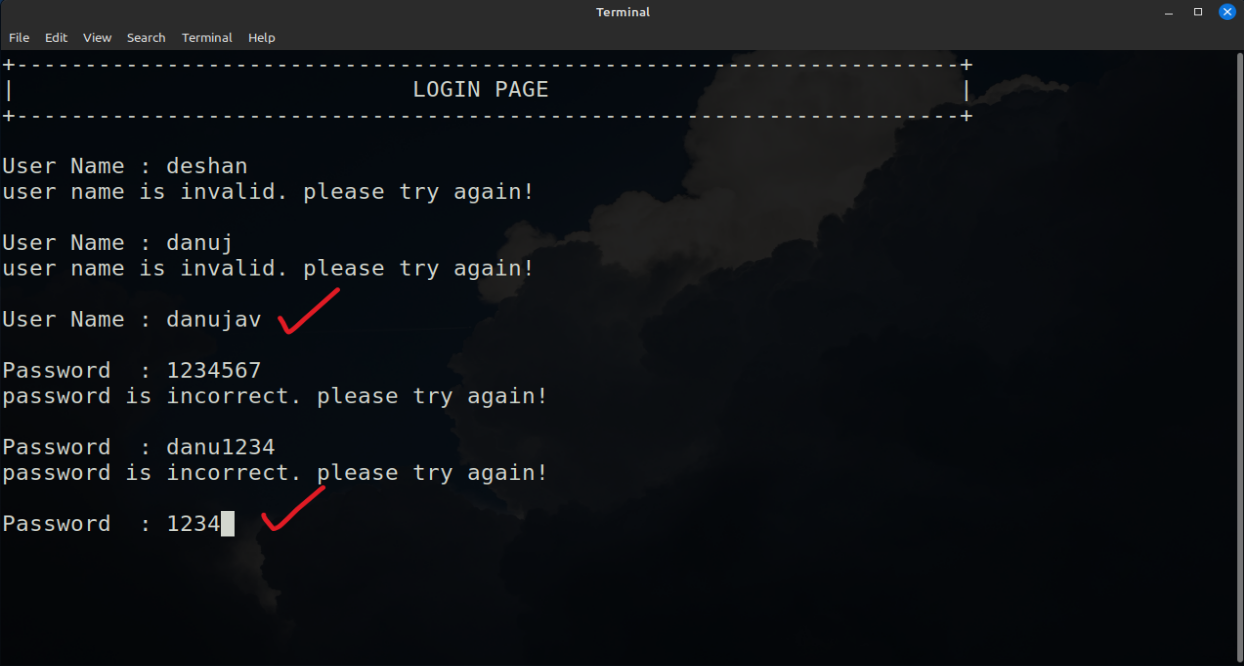 Terminal
File Edit View Search Terminal Help
+---------------------------------------------------------------------+
| LOGIN PAGE |
+---------------------------------------------------------------------+
User Name : deshan
user name is invalid. please try again!
User Name : danuj
user name is invalid. please try again!
User Name : danujav
Password  : 1234567
password is incorrect. please try again!
Password  : danu1234
password is incorrect. please try again!
Password  : 1234